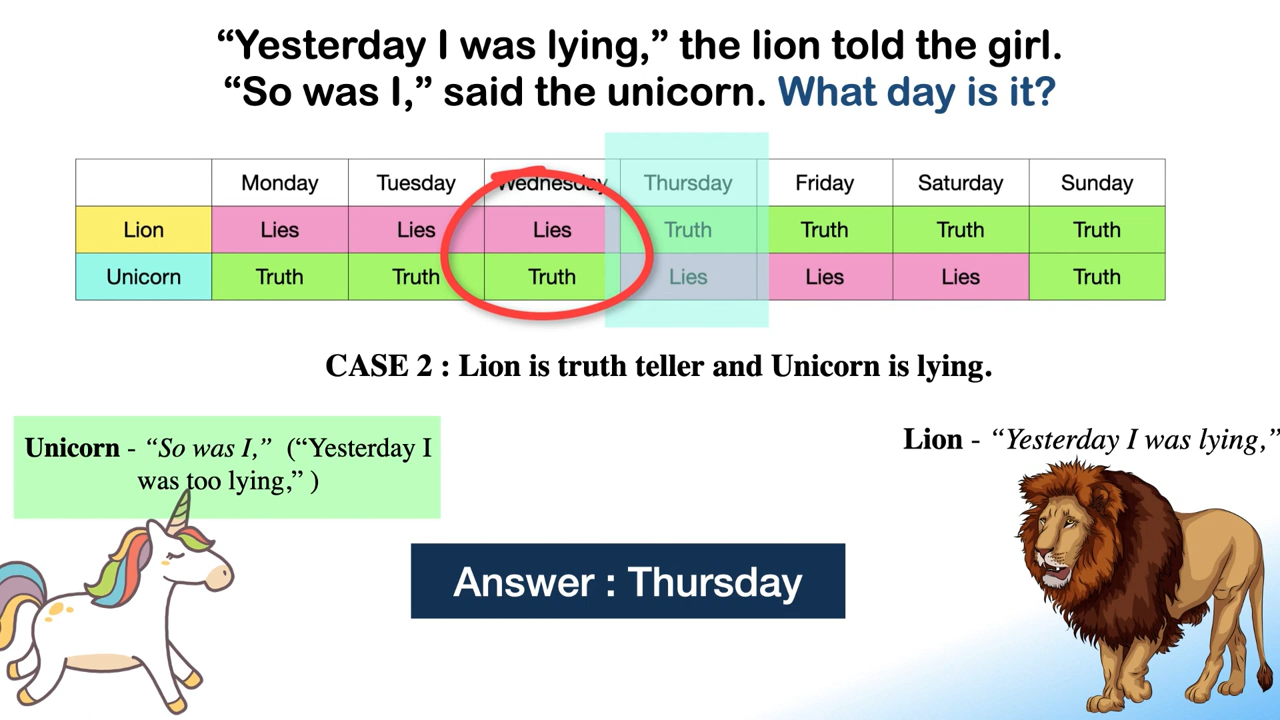 “Yesterday I was lying,” the lion told the girl.
“So was I,” said the unicorn. What day is it?
Monday Tuesday Wednesday Thursday Friday Saturday Sunday
Lion Lies Lies Lies Truth Truth Truth Truth
Unicorn Truth Truth Truth Lies Lies Lies Truth
CASE 2 : Lion is truth teller and Unicorn is lying.
Unicorn - “So was I,” (“Yesterday I
was too lying,” )
Lion - “Yesterday I was lying,”
Answer : Thursday